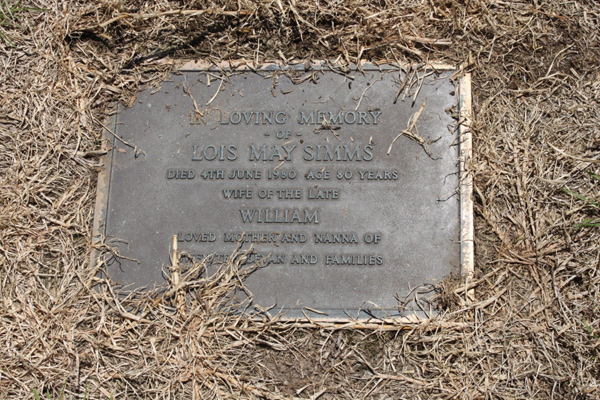 IN LOVING MEMORY
- OF -
LOIS MAY SIMMS
DIED 4TH JUNE 1980 AGE 80 YEARS
WIFE OF THE LATE
WILLIAM
LOVED MOTHER AND NANNA OF
AND FAMILIES